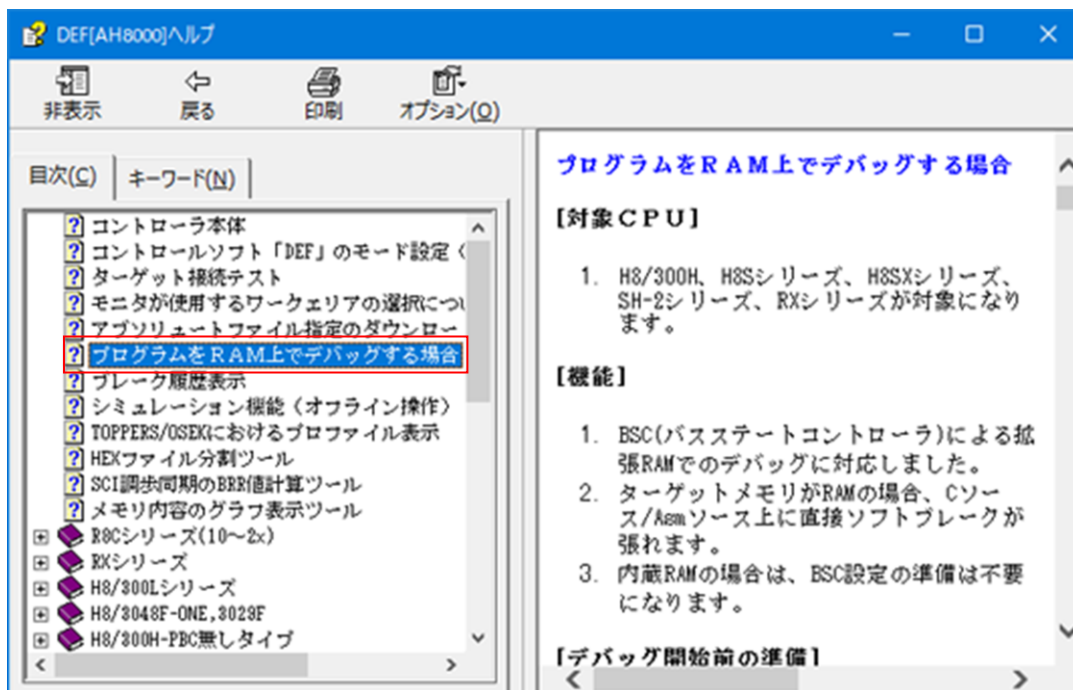 DEF[AH8000]ヘルプ
非表示
戻る
印刷
オプション(O)
目次(C)
キーワード(N)
コントローラ本体
コントロールソフト「DEF」のモード設定く
ターゲット接続テスト
モニタが使用するワークェリアの選択につい
アブソリュートファイル指定のダウンロー
プログラムをRAM上でデバッグする場合
ブレーク履歴表示
シミュレーション機能(オフライン操作)
TOPPERS/OSEKにおけるプロファイル表示
HEXファイル分割ツール
SCI調歩同期のBRR値計算ツール
メモリ内容のグラフ表示ツール
R8Cシリーズ(10~2x)
RXシリーズ
H8/300Lシリーズ
H8/3048F-ONE,3029F
H8/300H-PBC無しタイプ
プログラムをRAM上でデバッグする場合
[対象CPU]
1. H8/300H、H8Sシリーズ、H8SXシリーズ、
SH-2シリーズ、RXシリーズが対象になり
ます。
[機能]
1. BSC(バスステートコントローラ)による拡
張RAMでのデバッグに対応しました。
2. ターゲットメモリがRAMの場合、Cソー
ス/Asmソース上に直接ソフトブレークが
張れます。
3. 内蔵RAMの場合は、BSC設定の準備は不要
になります。
[デバッグ開始前の準備]